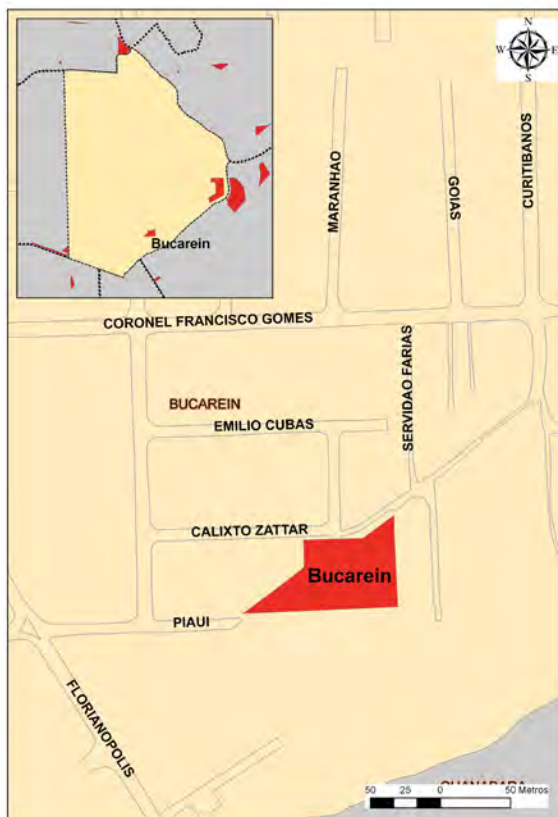 N
W E
S
Bucarein
MARANHAO
GOIAS
CURITIBANOS
CORONEL FRANCISCO GOMES
SERVIDAO FARIAS
BUCAREIN
EMILIO CUBAS
CALIXTO ZATTAR
Bucarein
PIAUI
FLORIANOPOLIS
50 25 0 50 Metros